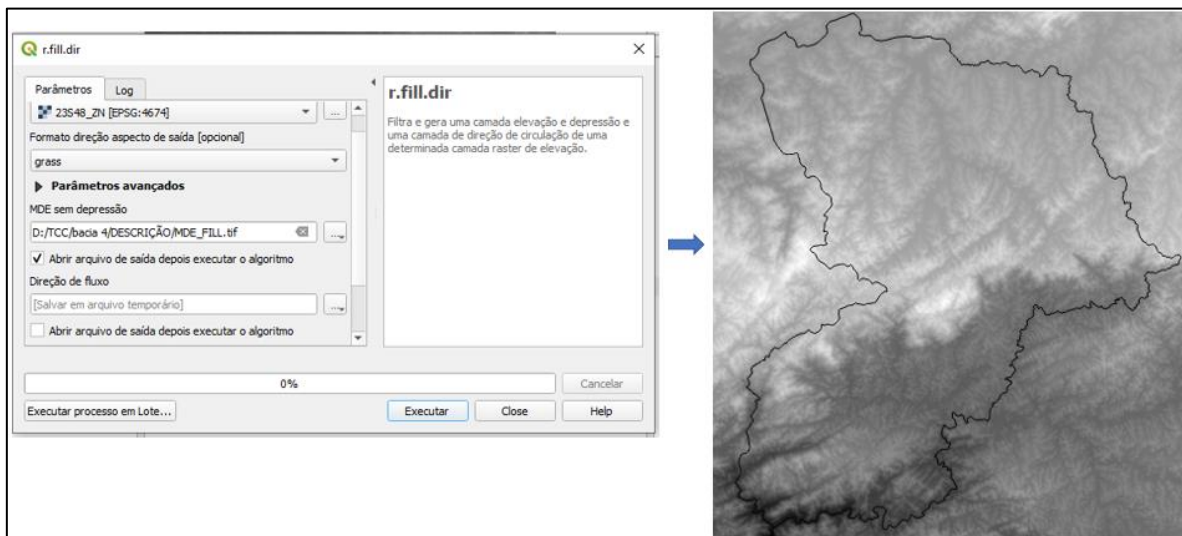 r.fill.dir
Parâmetros
Log
23S48_ZN [EPSG:4674]
...
Formato direção aspecto de saída [opcional]
grass
Parâmetros avançados
MDE sem depressão
D:/TCC/bacia 4/DESCRIÇÃO/MDE_FILL.tif
...
Abrir arquivo de saída depois executar o algoritmo
Direção de fluxo
[Salvar em arquivo temporário]
...
Abrir arquivo de saída depois executar o algoritmo
r.fill.dir
Filtra e gera uma camada elevação e depressão e
uma camada de direção de circulação de uma
determinada camada raster de elevação.
0%
Cancelar
Executar processo em Lote...
Executar
Close
Help